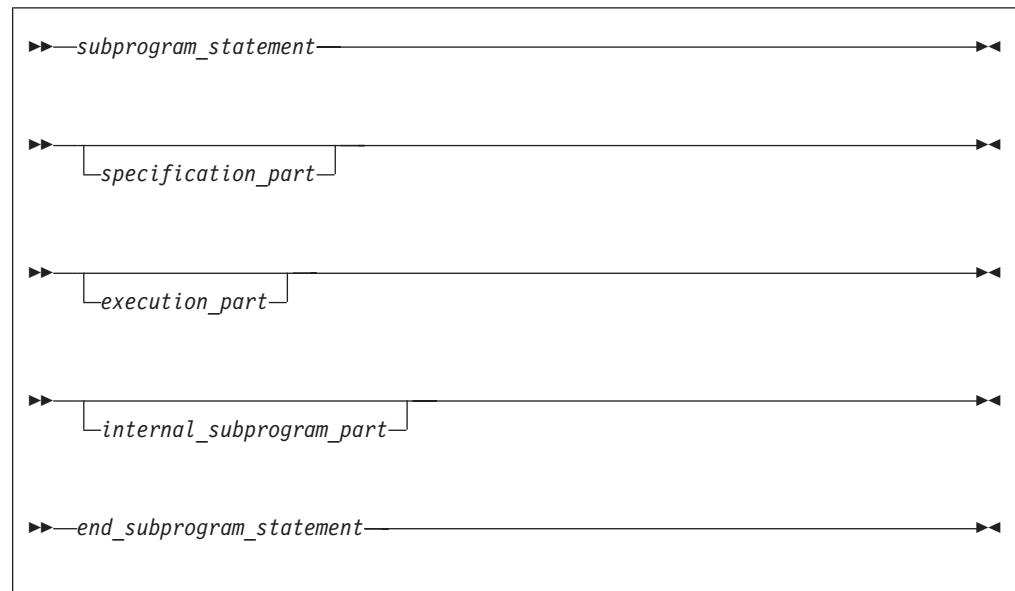 subprogram_statement
specification_part
execution_part
internal_subprogram_part
end_subprogram_statement